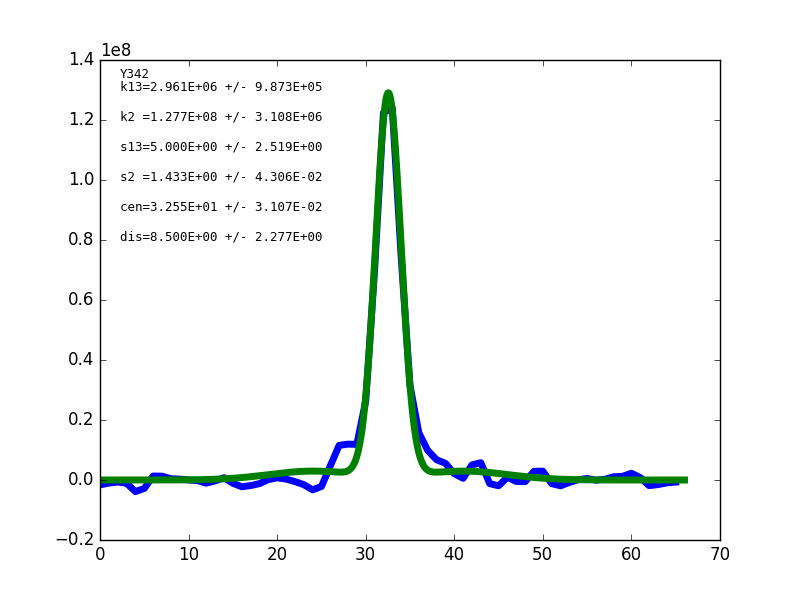 1e8
Y342
k13=2.961E+06 +/- 9.873E+05
k2 =1.277E+08 +/- 3.108E+06
s13=5.000E+00 +/- 2.519E+00
s2 =1.433E+00 +/- 4.306E-02
cen=3.255E+01 +/- 3.107E-02
dis=8.500E+00 +/- 2.277E+00
1.4
1.2
1.0
0.8
0.6
0.4
0.2
0.0
−0.2
0 10 20 30 40 50 60 70